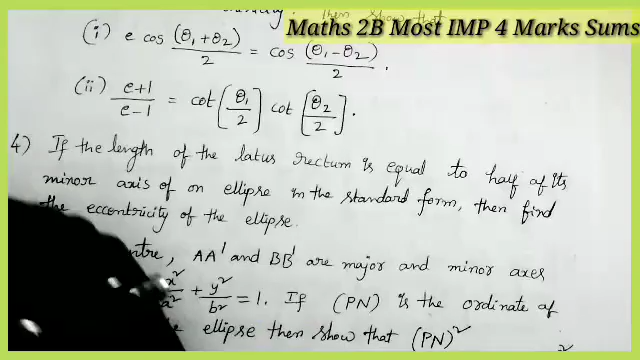 then show that
Maths 2B Most IMP 4 Marks Sums
(i) e cos (θ1+θ2)/2 = cos (θ1-θ2)/2 .
(ii) e+1/e-1 = cot [θ1/2] cot [θ2/2] .
4) If the length of the latus rectum is equal to half of its
minor axis of on ellipse in the standard form, then find
the eccentricity of the ellipse.
AA' and BB' are major and minor axes
x²/a² + y²/b² = 1. If (PN) is the ordinate of
ellipse then show that (PN)²